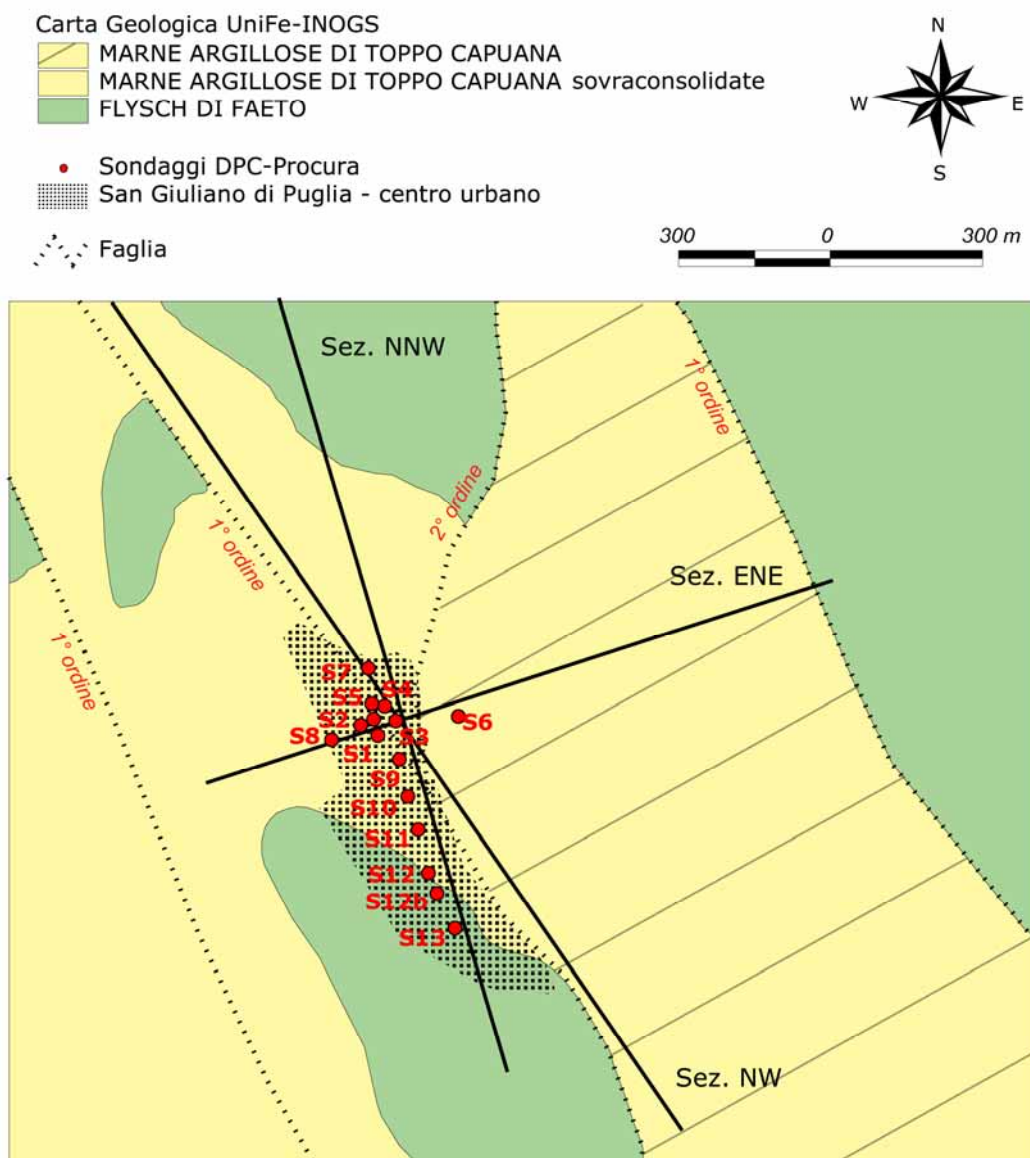 Carta Geologica UniFe-INOGS
MARNE ARGILLOSE DI TOPPO CAPUANA
MARNE ARGILLOSE DI TOPPO CAPUANA sovraconsolidate
FLYSCH DI FAETO
Sondaggi DPC-Procura
San Giuliano di Puglia - centro urbano
Faglia
N
W
E
S
300 0 300 m
Sez. NNW
1° ordine
2° ordine
1° ordine
Sez. ENE
1° ordine
S7
S4
S5
S2
S6
S8
S1
S3
S9
S10
S11
S12
S12b
S13
Sez. NW